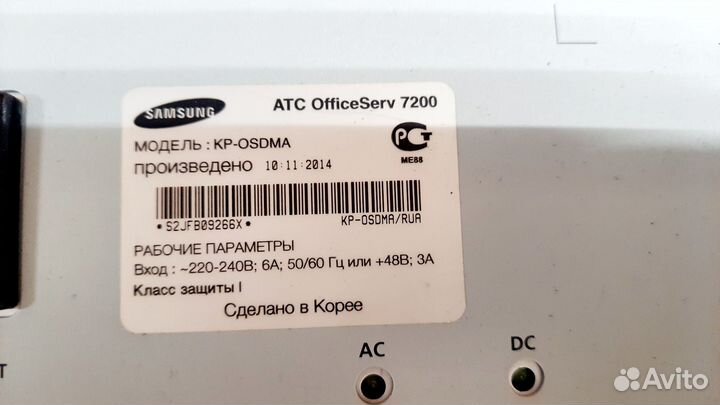 SAMSUNG
АТС OfficeServ 7200
МОДЕЛЬ : KP-OSDMA
произведено 10:11:2014
РСТ
ME88
• S2JFB09266X •
KP-OSDMA/RUA
РАБОЧИЕ ПАРАМЕТРЫ
Вход : ~220-240В; 6А; 50/60 Гц или +48В; 3А
Класс защиты I
Сделано в Корее
AC
DC
T
Avito